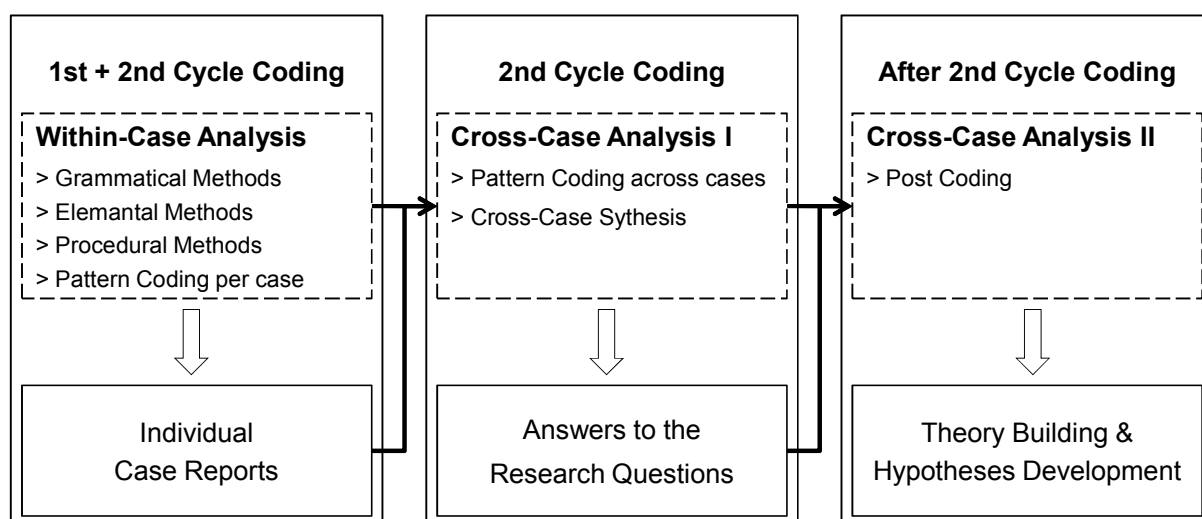 1st + 2nd Cycle Coding
Within-Case Analysis
> Grammatical Methods
> Elemantal Methods
> Procedural Methods
> Pattern Coding per case
Individual
Case Reports
2nd Cycle Coding
Cross-Case Analysis I
> Pattern Coding across cases
> Cross-Case Sythesis
Answers to the
Research Questions
After 2nd Cycle Coding
Cross-Case Analysis II
> Post Coding
Theory Building &
Hypotheses Development